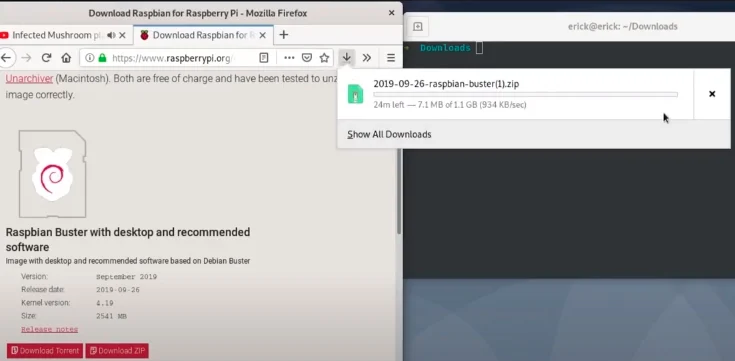 Download Raspbian for Raspberry Pi - Mozilla Firefox
Infected Mushroom
Download Raspbian for
https://www.raspberrypi.org
Unarchiver (Macintosh). Both are free of charge and have been tested to
image correctly.
Raspbian Buster with desktop and recommended
software
Image with desktop and recommended software based on Debian Buster
Version: September 2019
Release date: 2019-09-26
Kernel version: 4.19
Size: 2541 MB
Release notes
Download Torrent Download ZIP
2019-09-26-raspbian-buster(1).zip
24m left — 7.1 MB of 1.1 GB (934 KB/sec)
Show All Downloads
erick@erick: ~/Downloads
Downloads